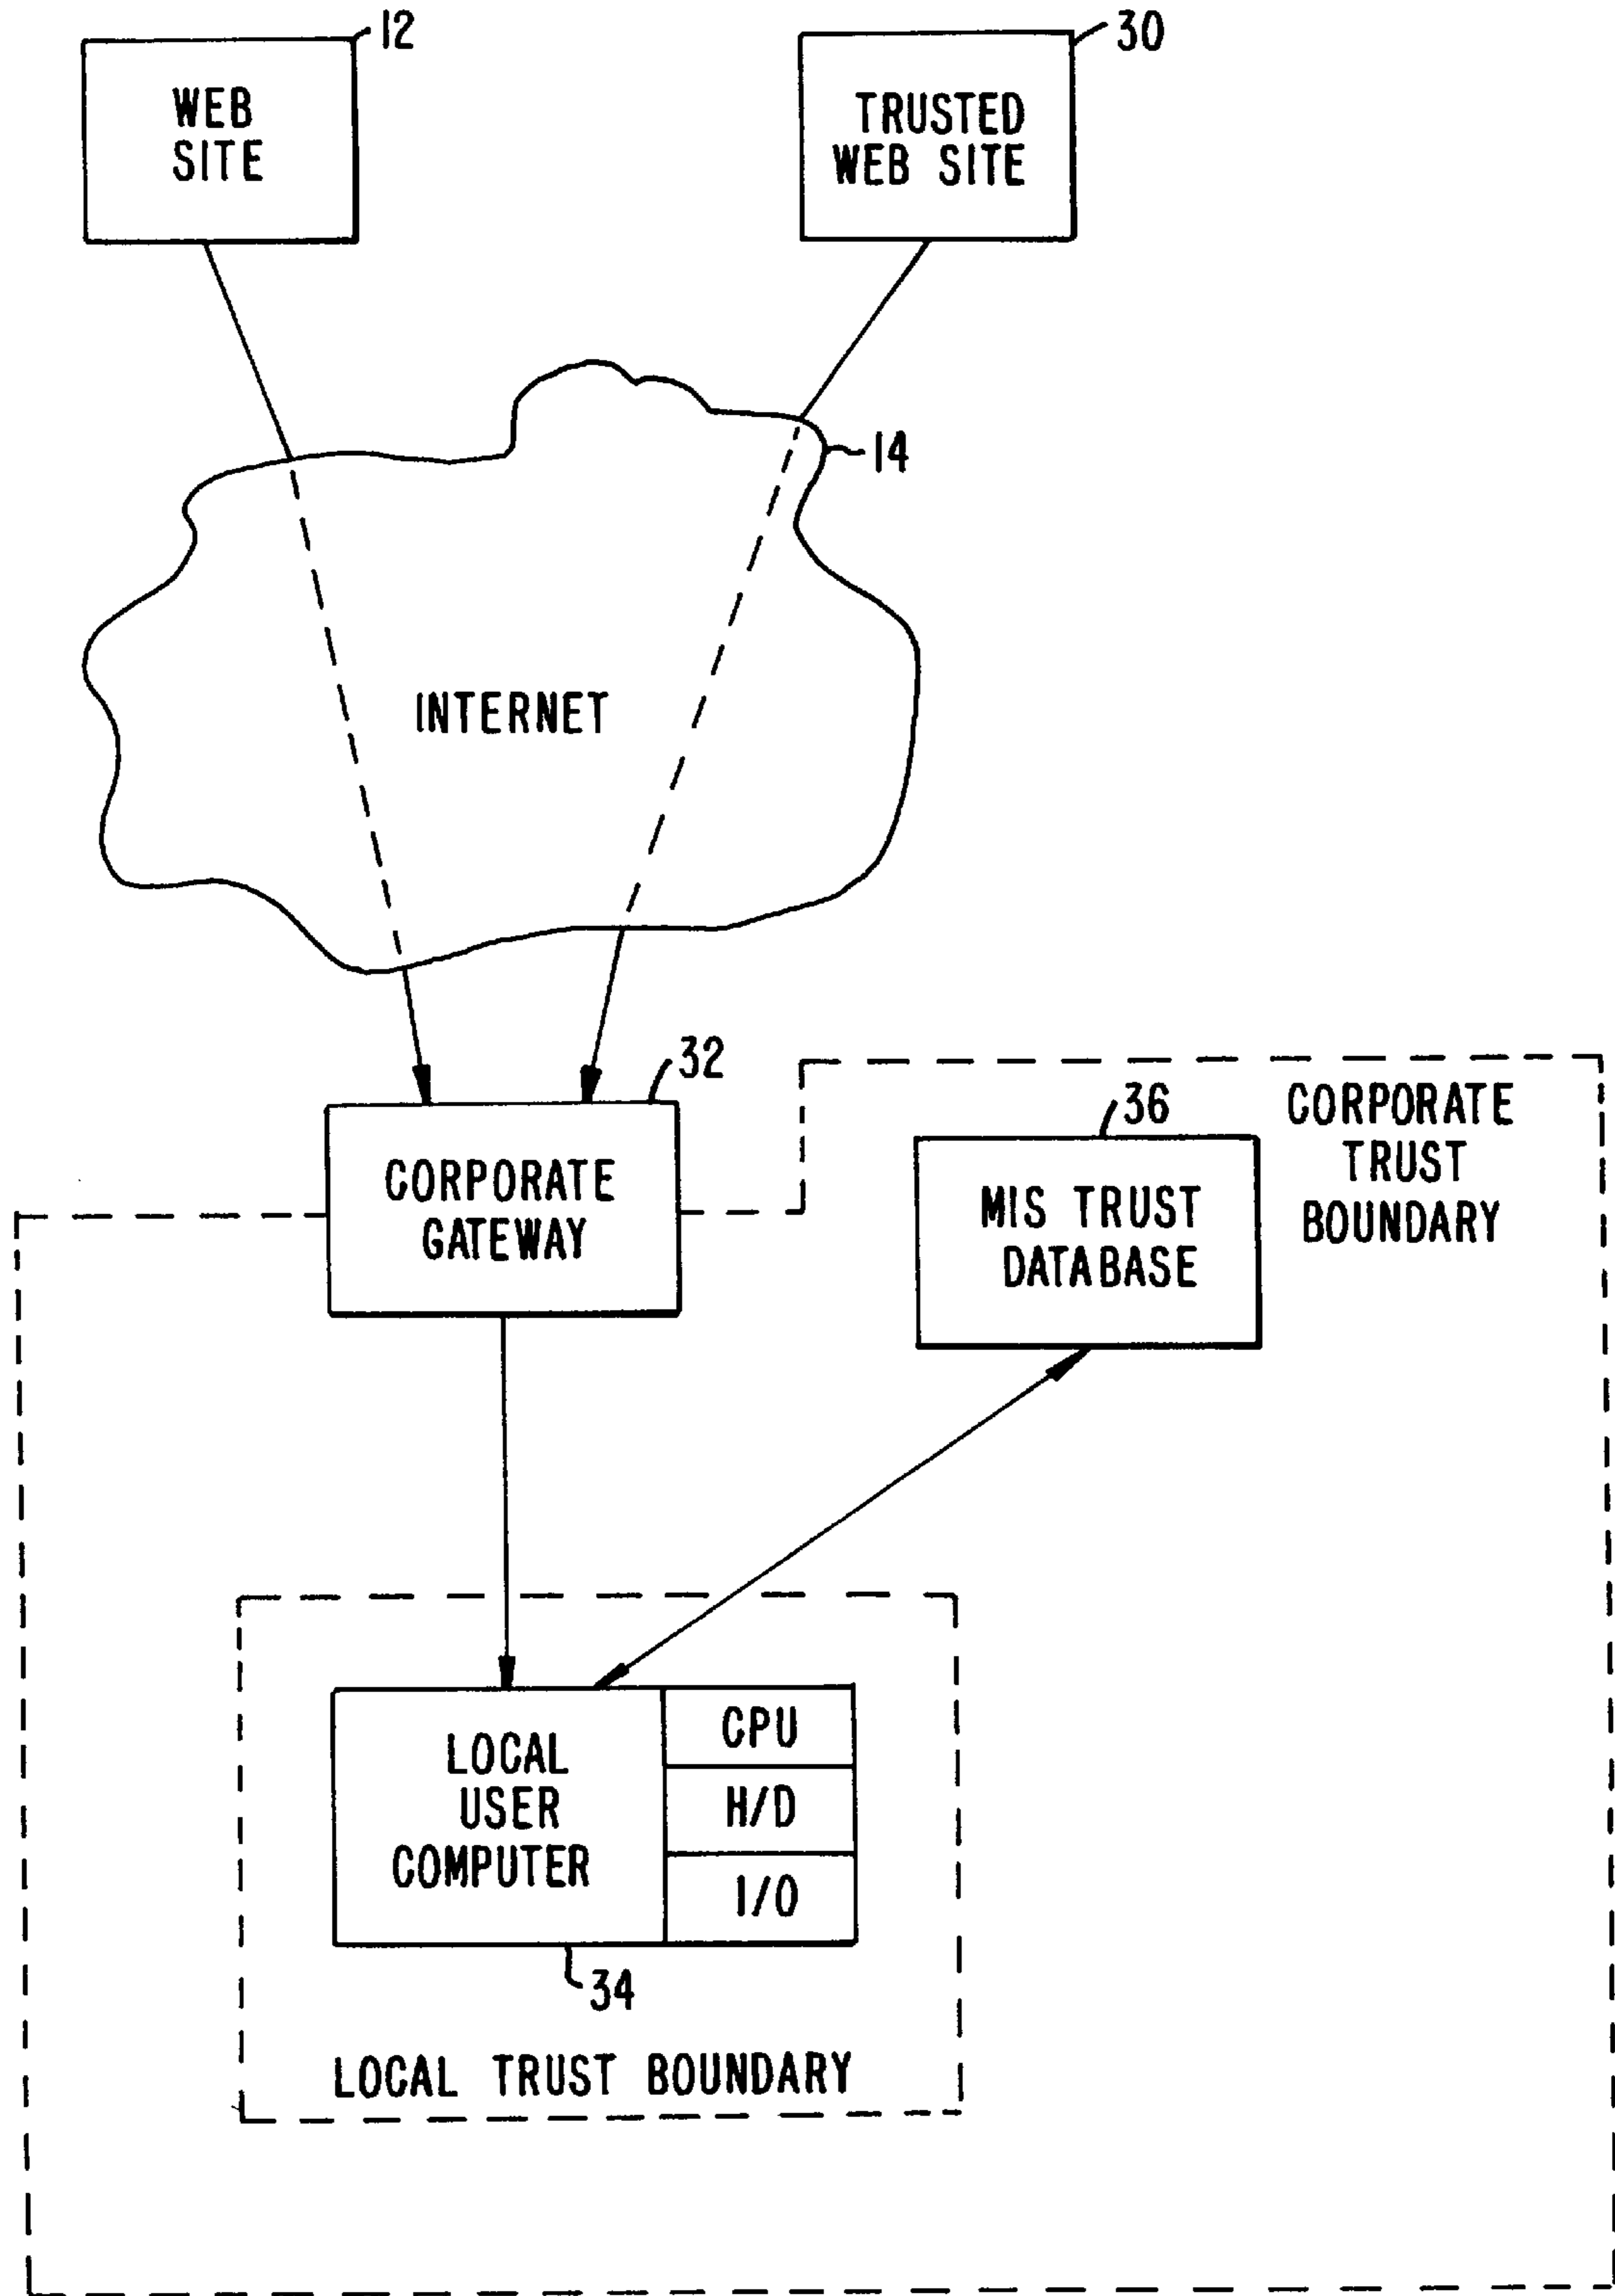 12
WEB
SITE
30
TRUSTED
WEB SITE
14
INTERNET
32
CORPORATE
GATEWAY
36
MIS TRUST
DATABASE
CORPORATE
TRUST
BOUNDARY
LOCAL
USER
COMPUTER
CPU
H/D
I/O
34
LOCAL TRUST BOUNDARY